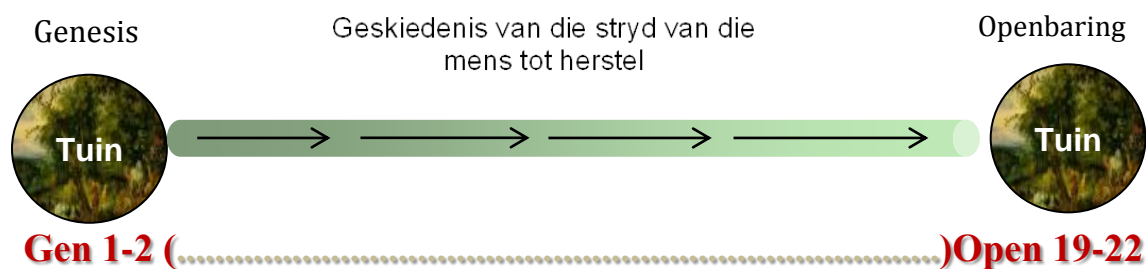 Genesis
Geskiedenis van die stryd van die
mens tot herstel
Openbaring
Tuin
Tuin
Gen 1-2 (.......................................................................................)Open 19-22